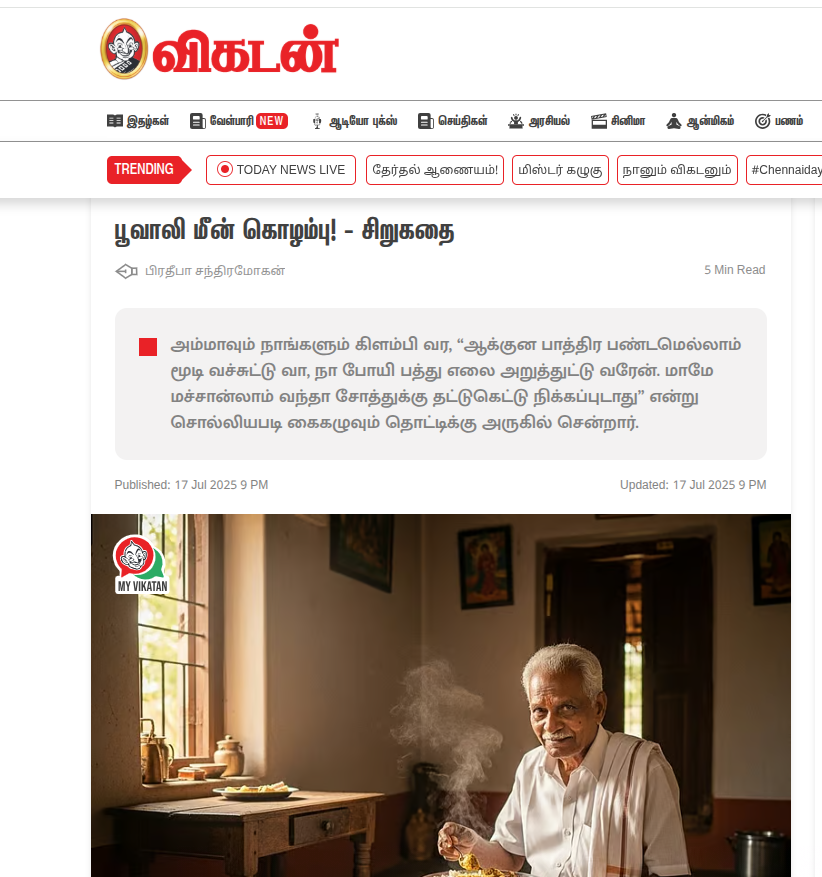 விகடன்
இதழ்கள் வேள்பாரி NEW ஆடியோ புக்ஸ் செய்திகள் அரசியல் சினிமா ஆன்மிகம் பணம்
TRENDING TODAY NEWS LIVE தேர்தல் ஆணையம்! மிஸ்டர் கழுகு நானும் விகடனும் #Chennaiday
பூவாலி மீன் கொழம்பு! - சிறுகதை
பிரதீபா சந்திரமோகன் 5 Min Read
அம்மாவும் நாங்களும் கிளம்பி வர, “ஆக்குன பாத்திர பண்டமெல்லாம்
மூடி வச்சுட்டு வா, நா போயி பத்து எலை அறுத்துட்டு வரேன். மாமே
மச்சான்லாம் வந்தா சோத்துக்கு தட்டுகெட்டு நிக்கப்புடாது” என்று
சொல்லியபடி கைகழுவும் தொட்டிக்கு அருகில் சென்றார்.
Published: 17 Jul 2025 9 PM Updated: 17 Jul 2025 9 PM
MY VIKATAN